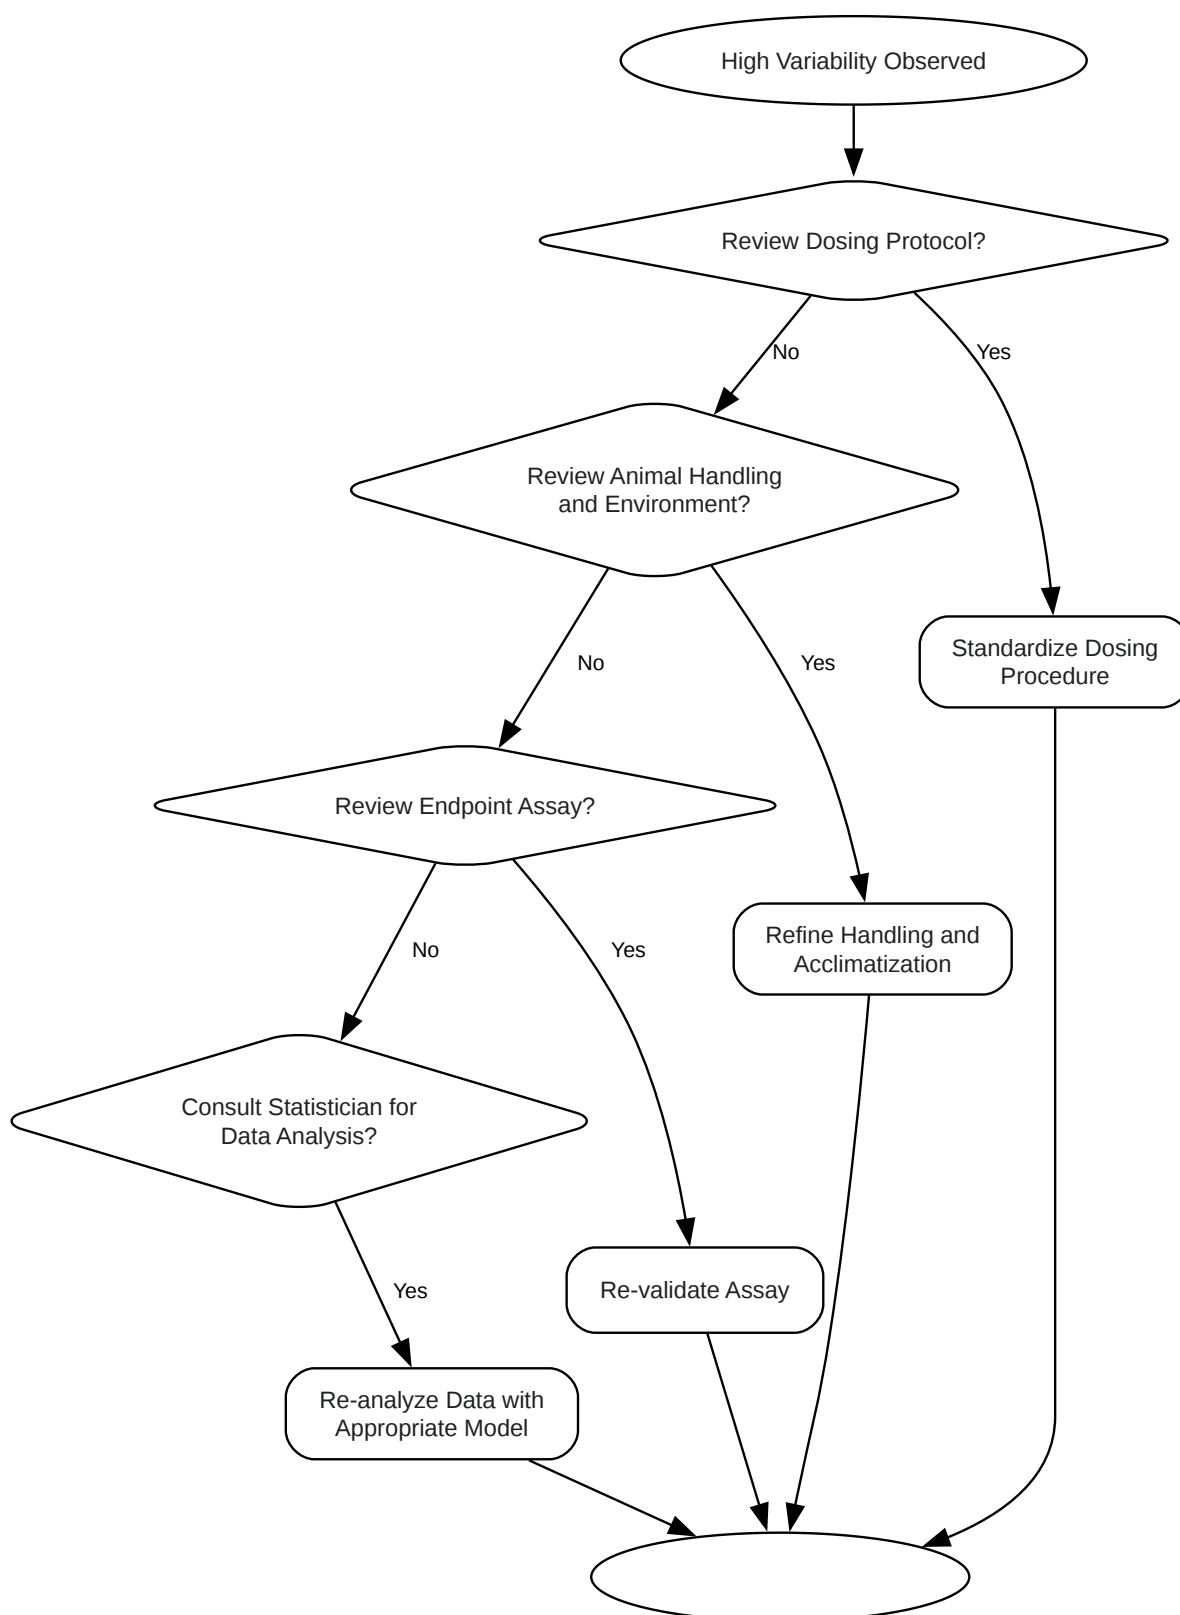 High Variability Observed
Review Dosing Protocol?
No
Yes
Review Animal Handling
and Environment?
No
Yes
Standardize Dosing
Procedure
Review Endpoint Assay?
No
Yes
Refine Handling and
Acclimatization
Consult Statistician for
Data Analysis?
Yes
Re-validate Assay
Re-analyze Data with
Appropriate Model